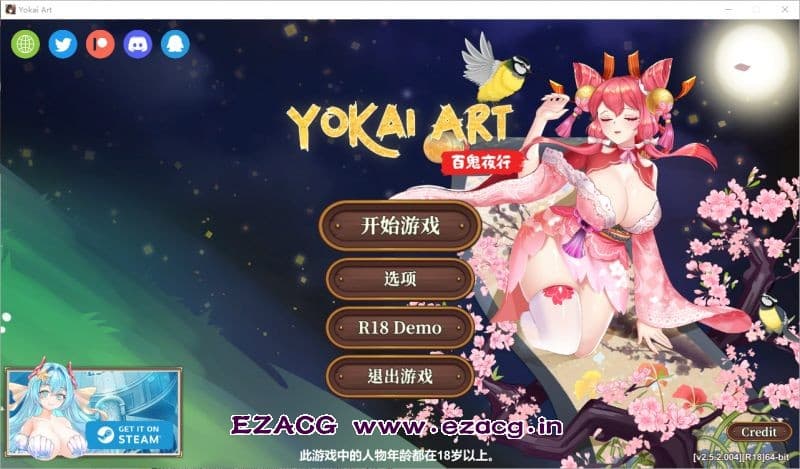 Yokai Art
YOKAI ART
百鬼夜行
开始游戏
选项
R18 Demo
退出游戏
GET IT ON
STEAM
EZACG www.ezacg.in
Credit
此游戏中的人物年龄都在18岁以上。
[v2.5.2.004][R18]64-bit